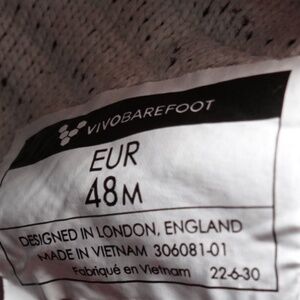 VIVOBAREFOOT
EUR
48M
DESIGNED IN LONDON, ENGLAND
MADE IN VIETNAM 306081-01
Fabriqué en Vietnam 22-6-30